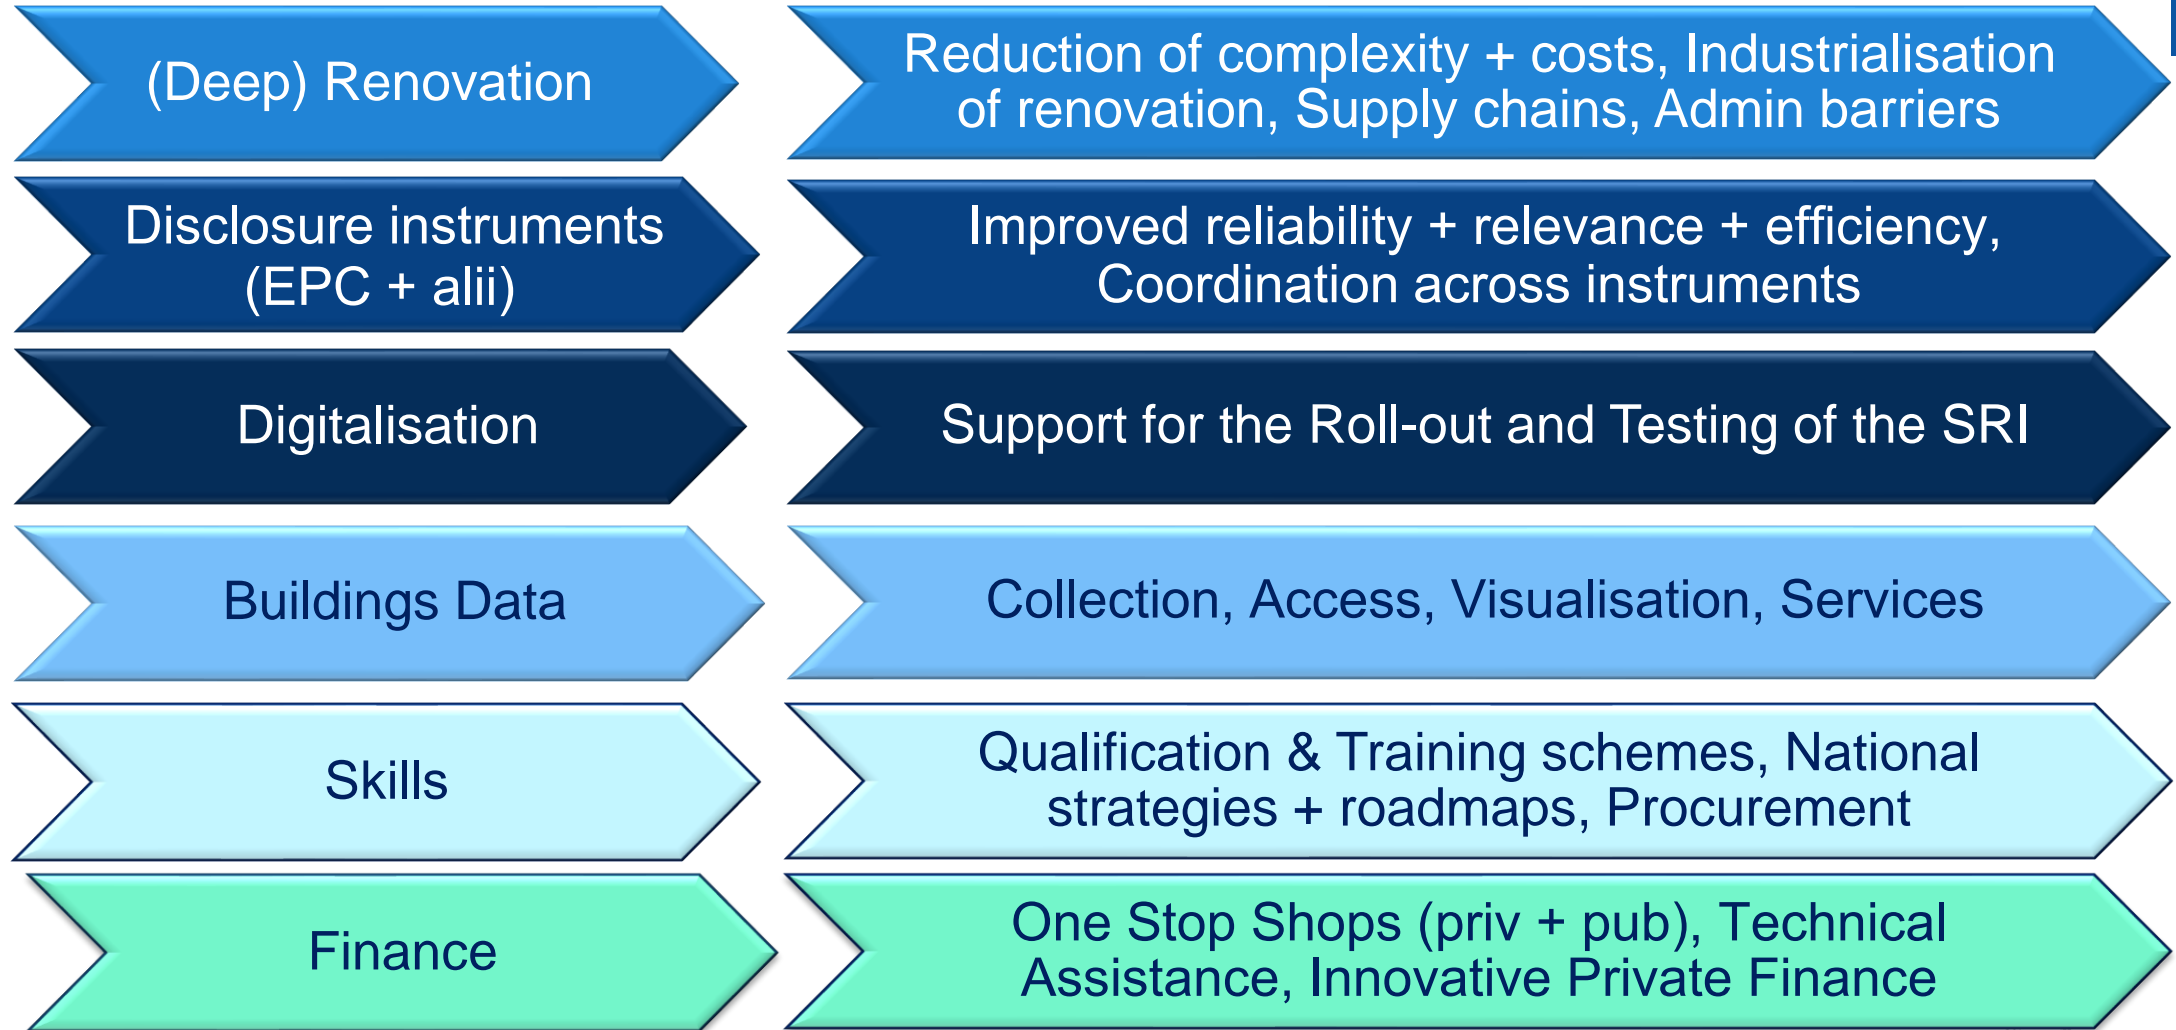 (Deep) Renovation
Reduction of complexity + costs, Industrialisation
of renovation, Supply chains, Admin barriers
Disclosure instruments
(EPC + alii)
Improved reliability + relevance + efficiency,
Coordination across instruments
Digitalisation
Support for the Roll-out and Testing of the SRI
Buildings Data
Collection, Access, Visualisation, Services
Skills
Qualification & Training schemes, National
strategies + roadmaps, Procurement
Finance
One Stop Shops (priv + pub), Technical
Assistance, Innovative Private Finance